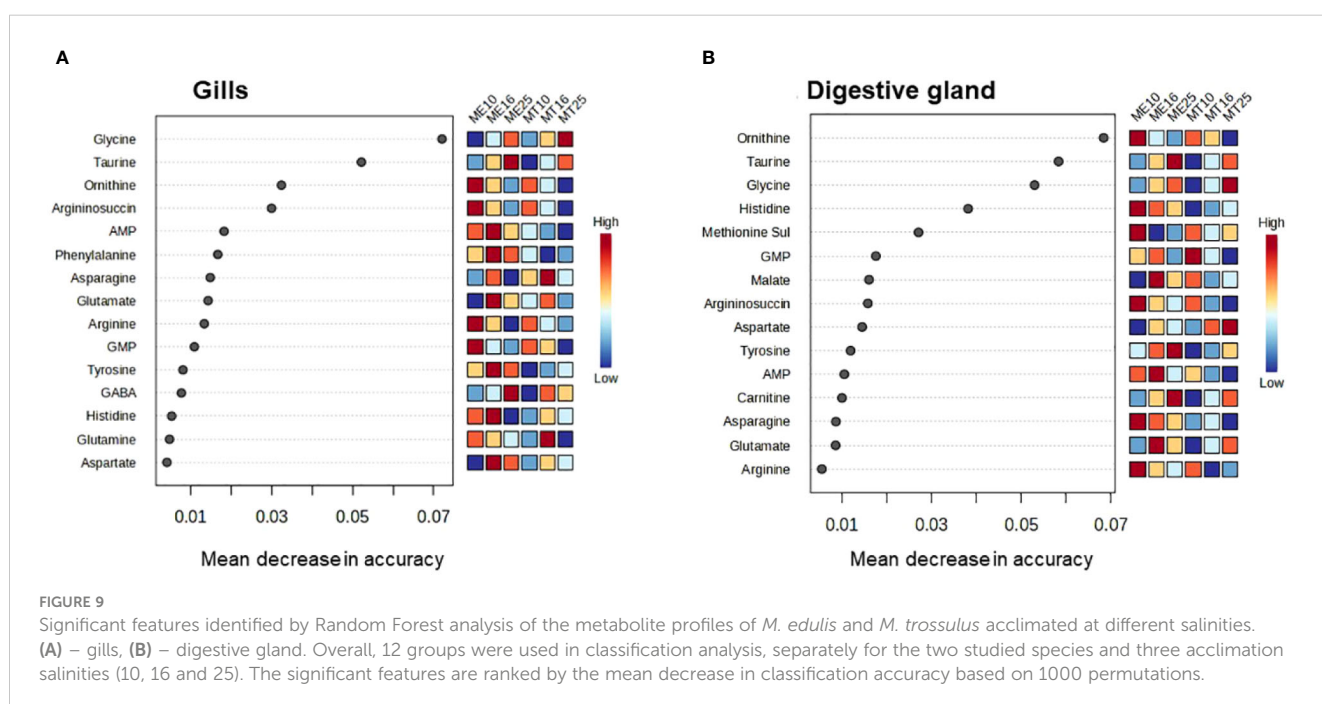 A
Gills
ME10 ME16 ME25 MT10 MT16 MT25
Glycine
Taurine
Ornithine
Argininosuccin
AMP
Phenylalanine
Asparagine
Glutamate
Arginine
GMP
Tyrosine
GABA
Histidine
Glutamine
Aspartate
High
Low
0.01 0.03 0.05 0.07
Mean decrease in accuracy
B
Digestive gland
ME10 ME16 ME25 MT10 MT16 MT25
Ornithine
Taurine
Glycine
Histidine
Methionine Sul
GMP
Malate
Argininosuccin
Aspartate
Tyrosine
AMP
Carnitine
Asparagine
Glutamate
Arginine
High
Low
0.01 0.03 0.05 0.07
Mean decrease in accuracy
FIGURE 9
Significant features identified by Random Forest analysis of the metabolite profiles of M. edulis and M. trossulus acclimated at different salinities.
(A) – gills, (B) – digestive gland. Overall, 12 groups were used in classification analysis, separately for the two studied species and three acclimation
salinities (10, 16 and 25). The significant features are ranked by the mean decrease in classification accuracy based on 1000 permutations.